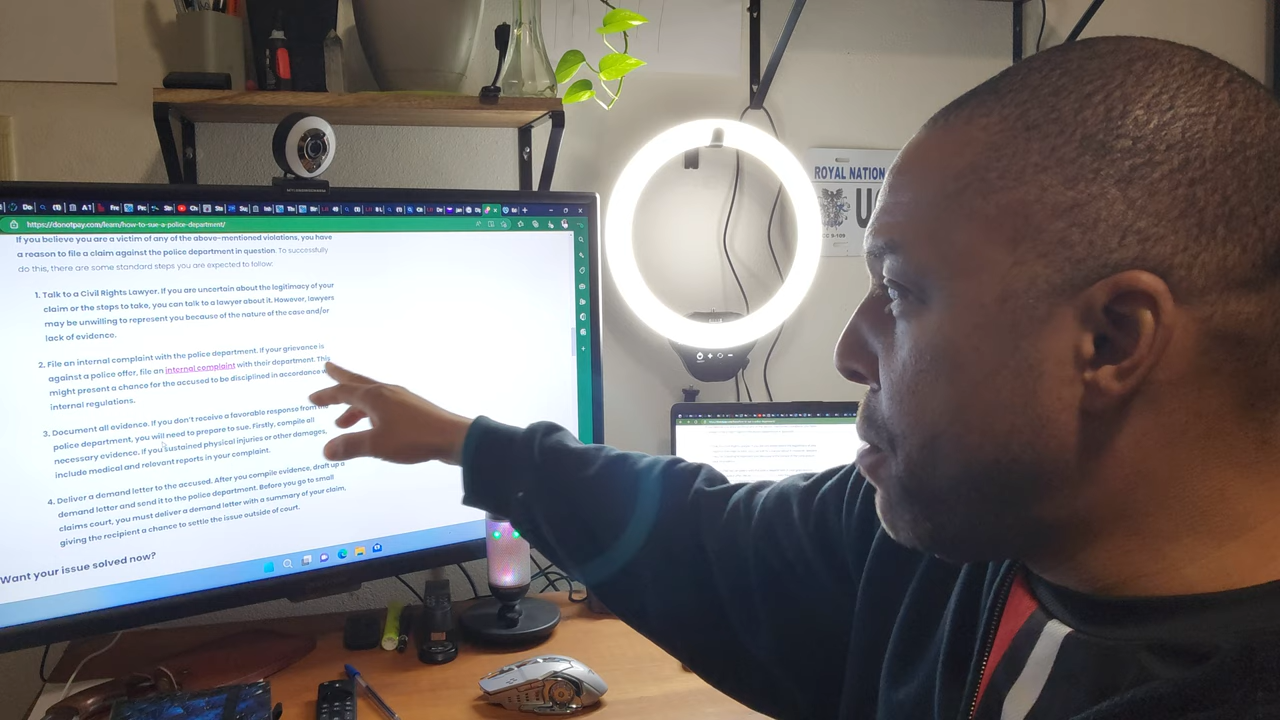 https://donotpay.com/learn/how-to-sue-a-police-department/
If you believe you are a victim of any of the above-mentioned violations, you have
a reason to file a claim against the police department in question. To successfully
do this, there are some standard steps you are expected to follow:
1. Talk to a Civil Rights Lawyer. If you are uncertain about the legitimacy of your
claim or the steps to take, you can talk to a lawyer about it. However, lawyers
may be unwilling to represent you because of the nature of the case and/or
lack of evidence.
2. File an internal complaint with the police department. If your grievance is
against a police offer, file an internal complaint with their department. This
might present a chance for the accused to be disciplined in accordance
internal regulations.
3. Document all evidence. If you don't receive a favorable response from the
police department, you will need to prepare to sue. Firstly, compile all
necessary evidence. If you sustained physical injuries or other damages,
include medical and relevant reports in your complaint.
4. Deliver a demand letter to the accused. After you compile evidence, draft up a
demand letter and send it to the police department. Before you go to small
claims court, you must deliver a demand letter with a summary of your claim,
giving the recipient a chance to settle the issue outside of court.
Want your issue solved now?
ROYAL NATION
U